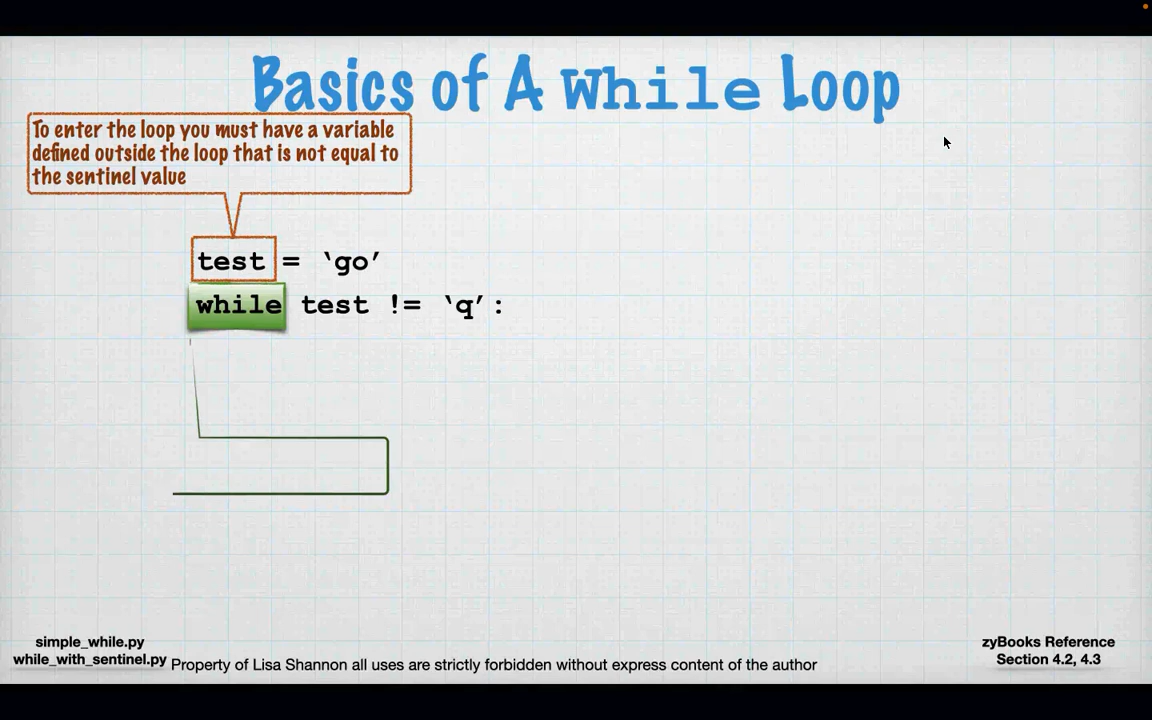 Basics of A While Loop
To enter the loop you must have a variable
defined outside the loop that is not equal to
the sentinel value
test = ‘go’
while test != ‘q’:
simple_while.py
while_with_sentinel.py
Property of Lisa Shannon all uses are strictly forbidden without express content of the author
zyBooks Reference
Section 4.2, 4.3